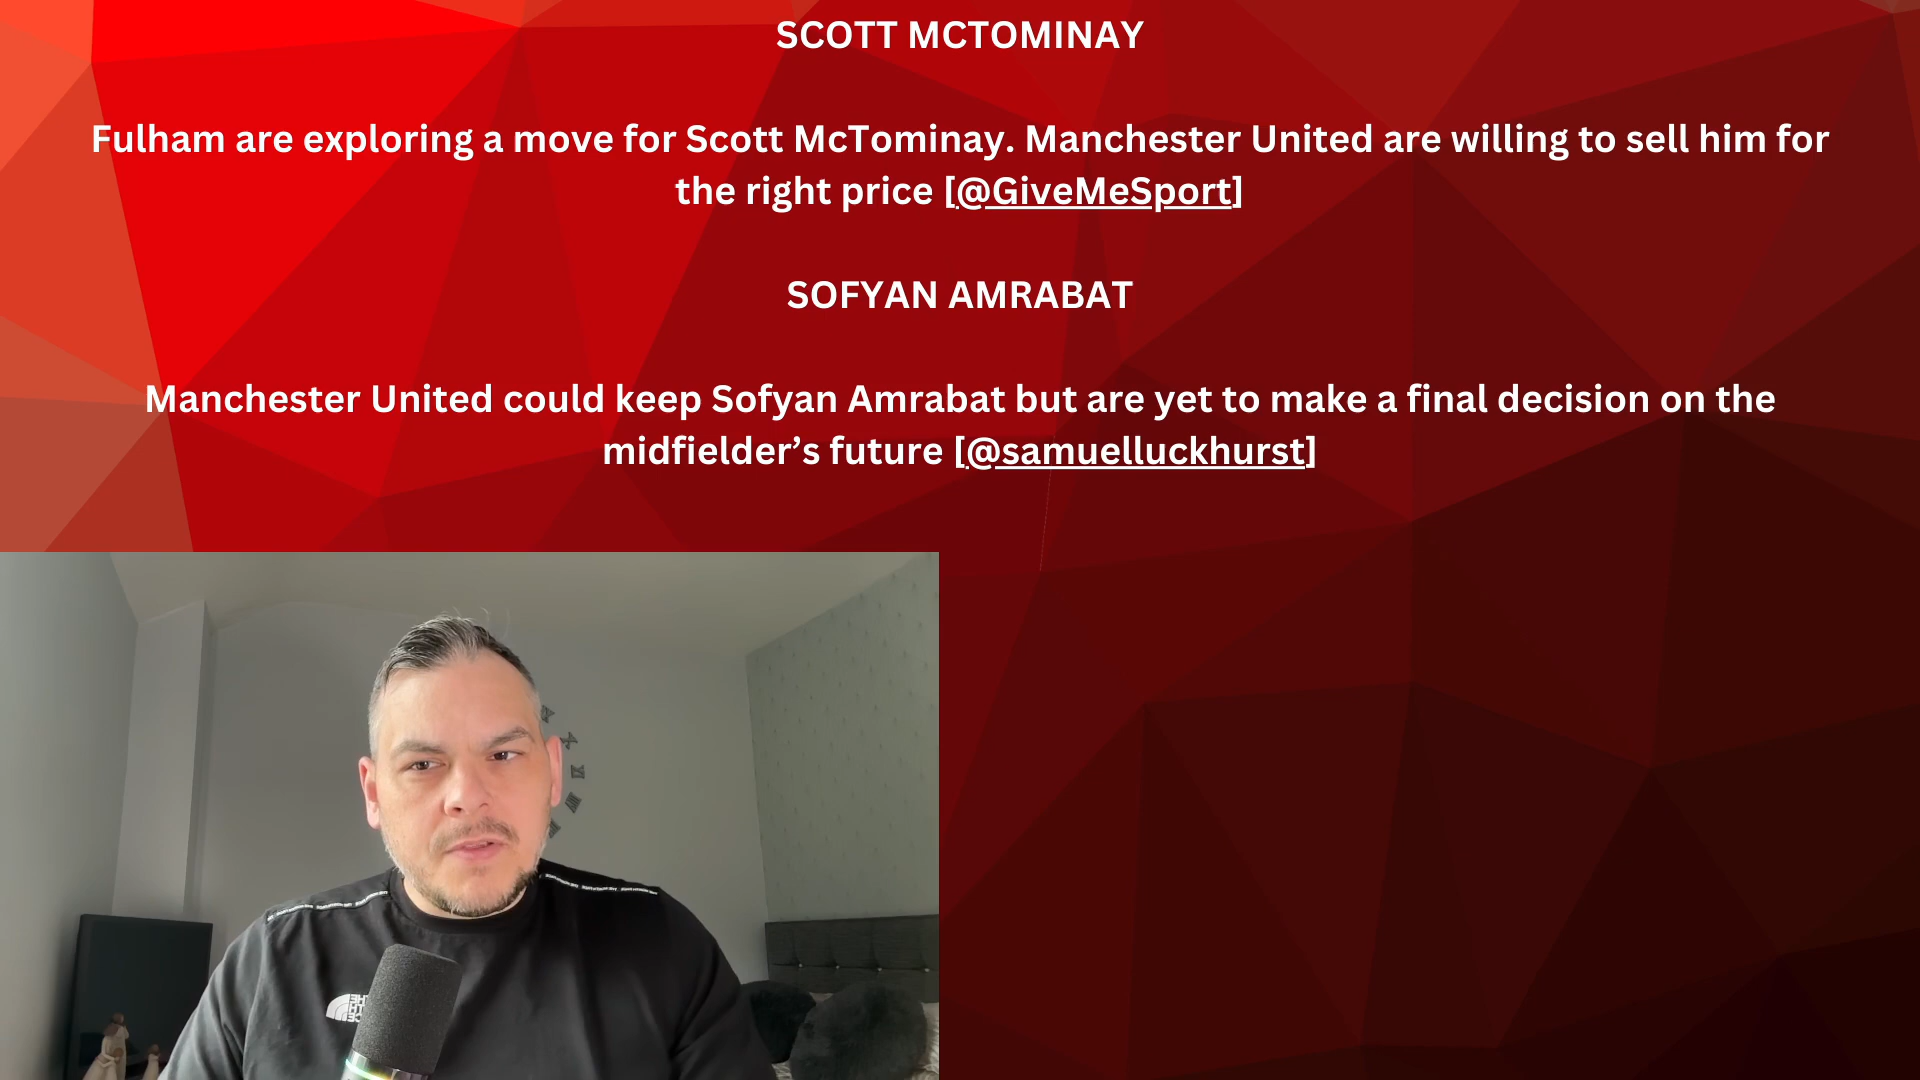 SCOTT MCTOMINAY
Fulham are exploring a move for Scott McTominay. Manchester United are willing to sell him for
the right price [@GiveMeSport]
SOFYAN AMRABAT
Manchester United could keep Sofyan Amrabat but are yet to make a final decision on the
midfielder’s future [@samuelluckhurst]